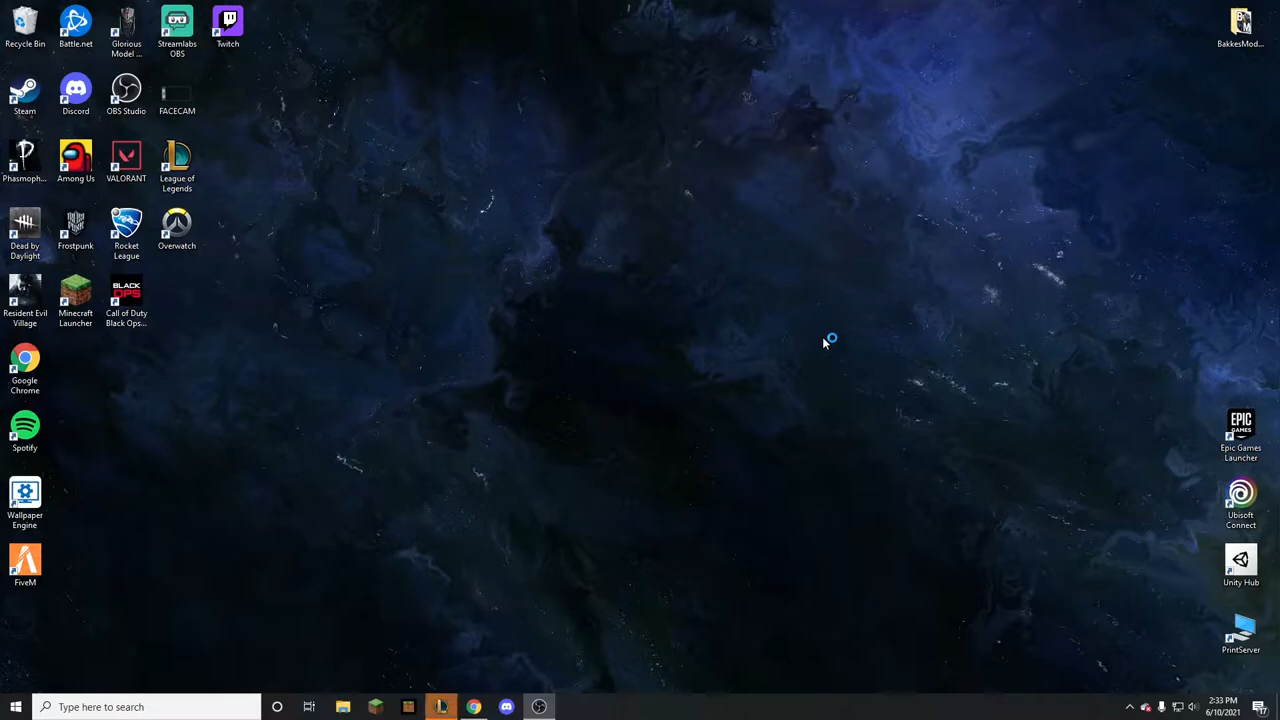 Recycle Bin
Battle.net
Glorious
Model ...
Streamlabs
OBS
Twitch
BakkesMod...
Steam
Discord
OBS Studio
FACECAM
Phasmoph...
Among Us
VALORANT
League of
Legends
Dead by
Daylight
Frostpunk
Rocket
League
Overwatch
BLACK
OPS
Resident Evil
Village
Minecraft
Launcher
Call of Duty
Black Ops...
Google
Chrome
EPIC
GAMES
Epic Games
Launcher
Spotify
Wallpaper
Engine
Ubisoft
Connect
FiveM
Unity Hub
PrintServer
Type here to search
2:33 PM
6/10/2021
17